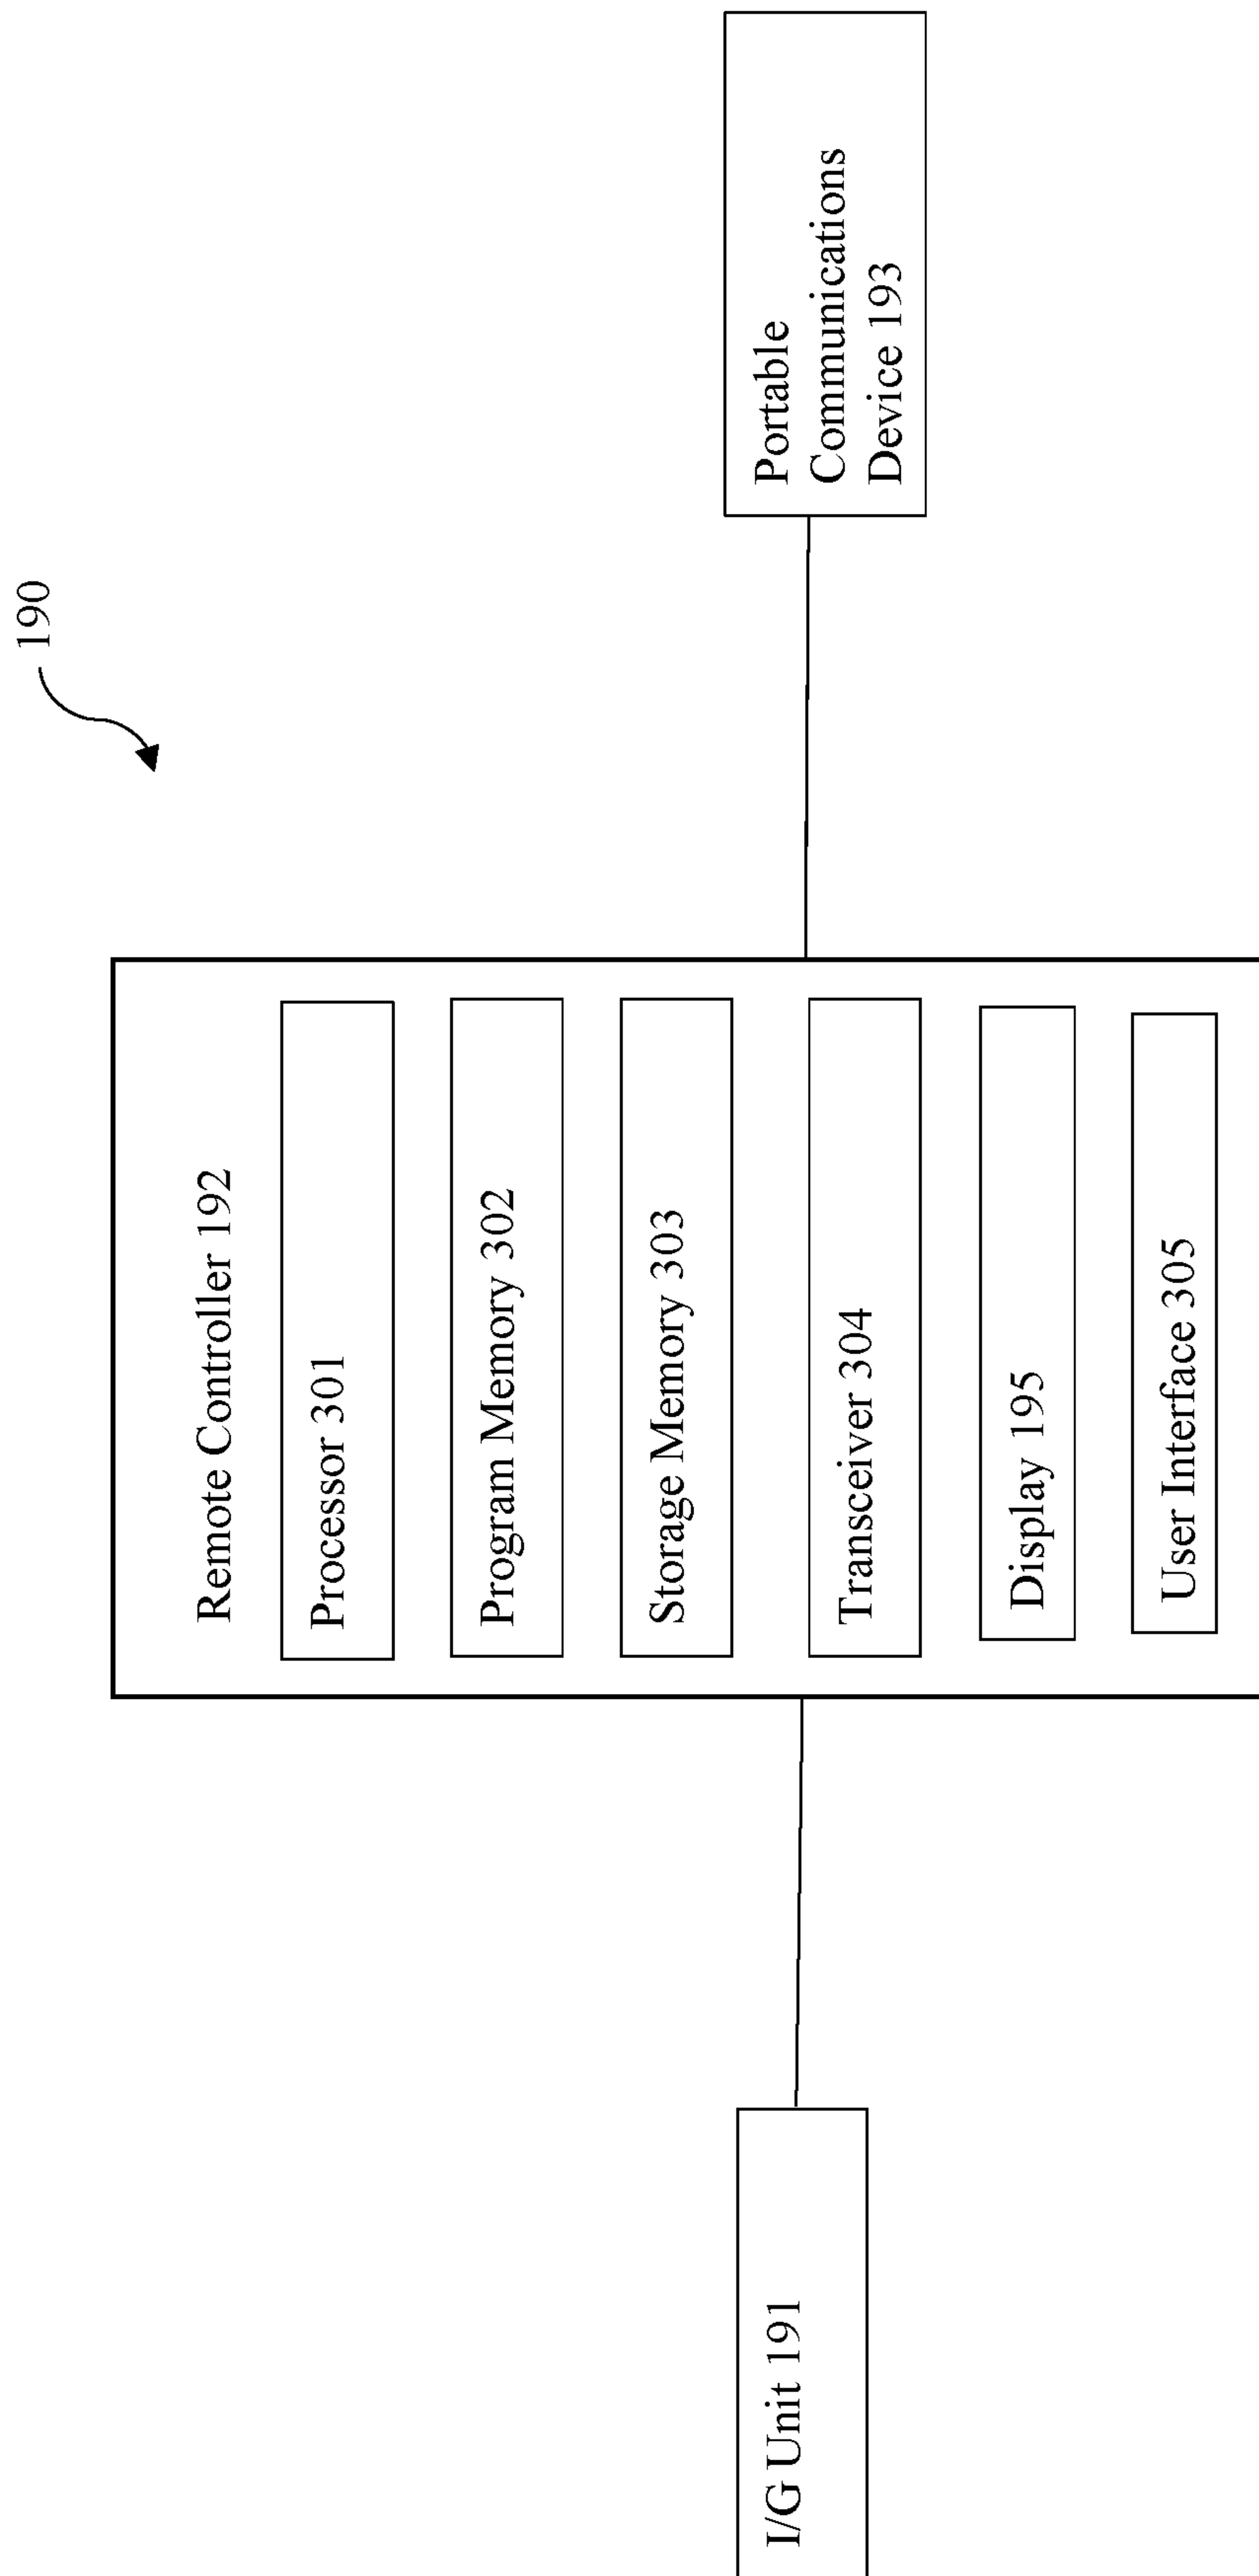 190
I/G Unit 191
Remote Controller 192
Processor 301
Program Memory 302
Storage Memory 303
Transceiver 304
Display 195
User Interface 305
Portable
Communications
Device 193